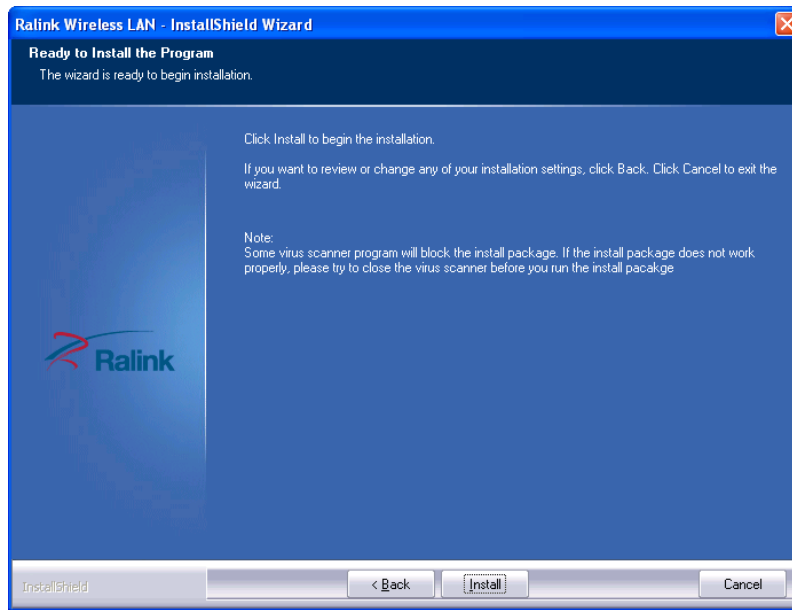 Ralink Wireless LAN - InstallShield Wizard
Ready to Install the Program
The wizard is ready to begin installation.
Click Install to begin the installation.
If you want to review or change any of your installation settings, click Back. Click Cancel to exit the
wizard.
Note:
Some virus scanner program will block the install package. If the install package does not work
properly, please try to close the virus scanner before you run the install pacakge
Ralink
InstallShield
< Back
Install
Cancel